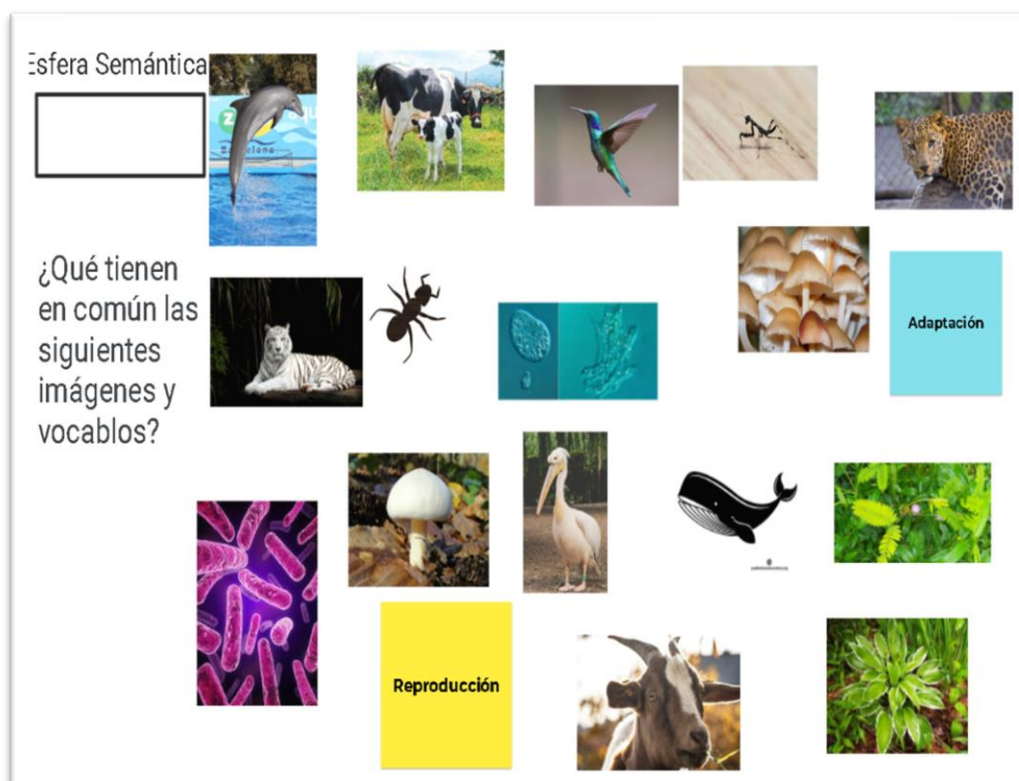 Esfera Semántica
¿Qué tienen
en común las
siguientes
imágenes y
vocablos?
Adaptación
Reproducción